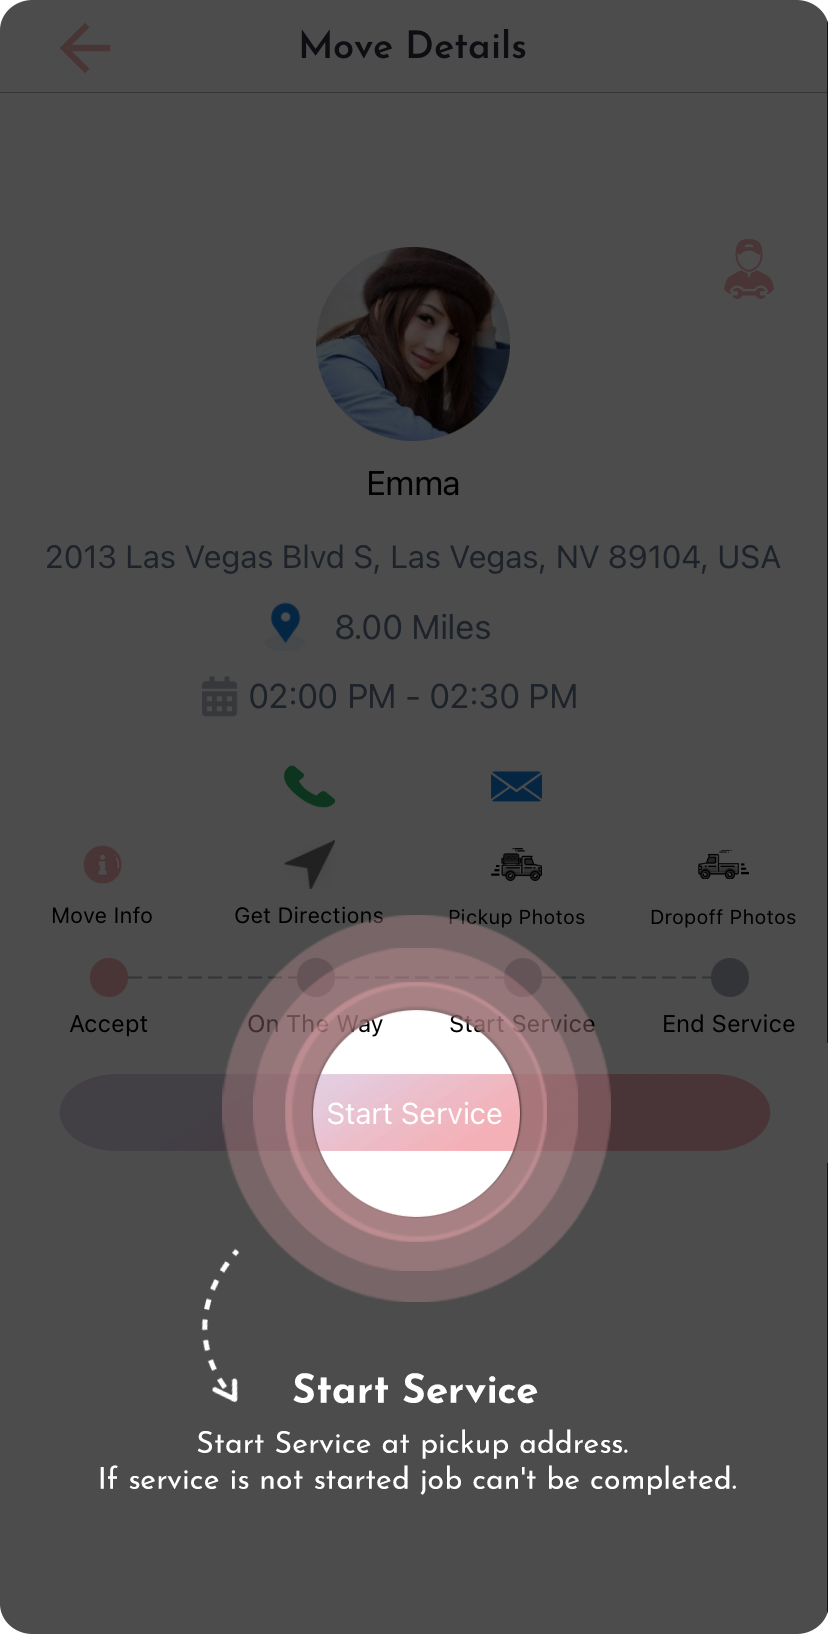 Move Details
Emma
2013 Las Vegas Blvd S, Las Vegas, NV 89104, USA
8.00 Miles
02:00 PM - 02:30 PM
Move Info Get Directions Pickup Photos Dropoff Photos
Accept On The Way Start Service End Service
Start Service
Start Service
Start Service at pickup address.
If service is not started job can't be completed.